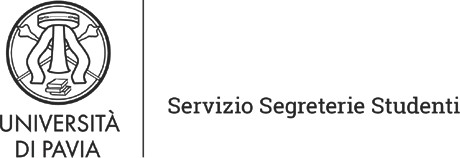 UNIVERSITÀ
DI PAVIA
Servizio Segreterie Studenti